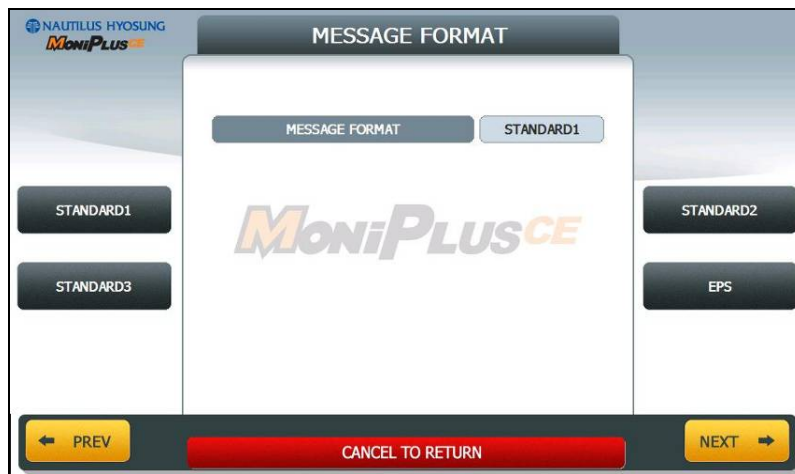 NAUTILUS HYOSUNG
MONiPLUSCE
MESSAGE FORMAT
MESSAGE FORMAT STANDARD1
STANDARD1
STANDARD2
MONiPLUSCE
STANDARD3
EPS
PREV
CANCEL TO RETURN
NEXT